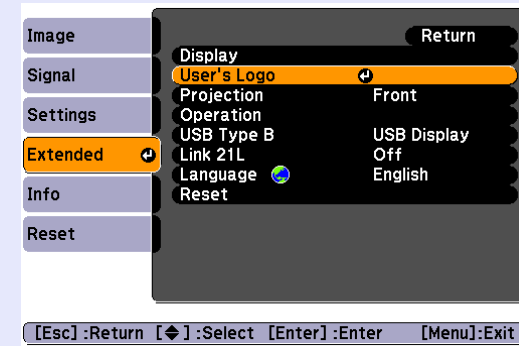 Image
Signal
Settings
Extended
Info
Reset
Return
Display
User's Logo
Projection Front
Operation
USB Type B USB Display
Link 21L Off
Language English
Reset
[Esc] :Return [◆] :Select [Enter] :Enter [Menu]:Exit